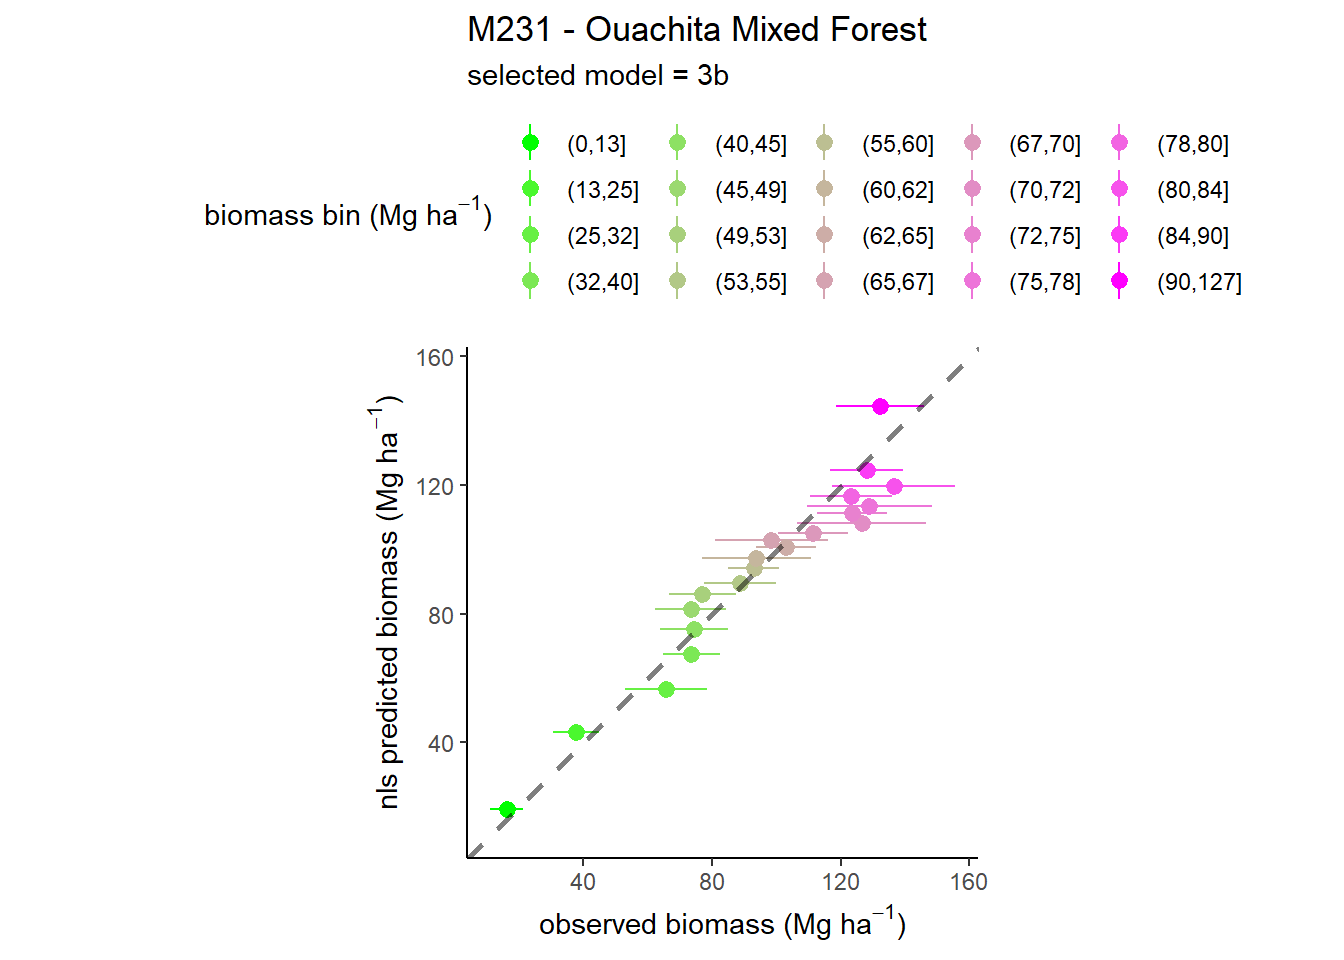 M231 - Ouachita Mixed Forest
selected model = 3b
biomass bin (Mg ha⁻¹)
(0,13] (40,45] (55,60] (67,70] (78,80]
(13,25] (45,49] (60,62] (70,72] (80,84]
(25,32] (49,53] (62,65] (72,75] (84,90]
(32,40] (53,55] (65,67] (75,78] (90,127]
nls predicted biomass (Mg ha⁻¹)
160
120
80
40
40 80 120 160
observed biomass (Mg ha⁻¹)